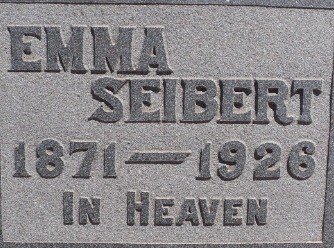 EMMA
SEIBERT
1871—1926
IN HEAVEN